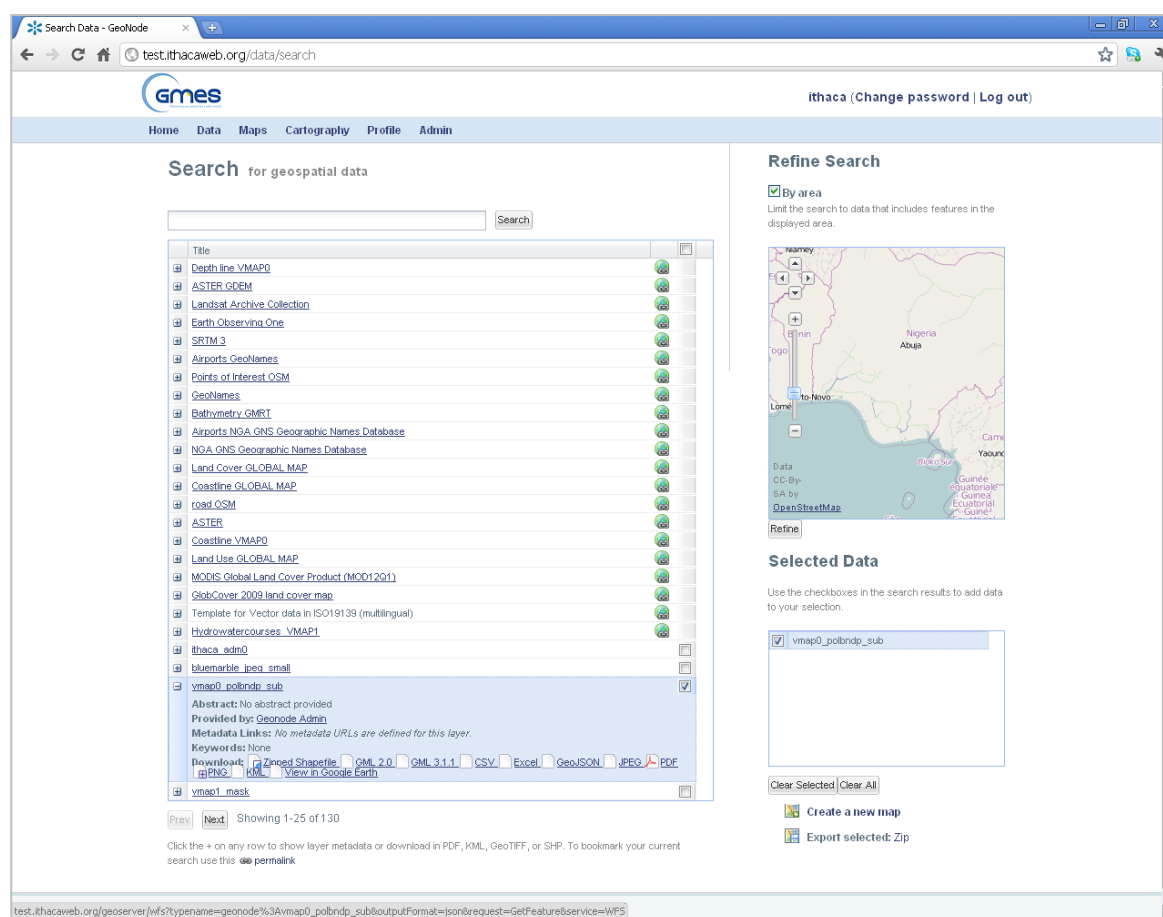 Search Data - GeoNode
test.ithacaweb.org/data/search
GMES
ithaca (Change password | Log out)
Home Data Maps Cartography Profile Admin
Search for geospatial data
Search
Title
Depth line VMAP0
ASTER GDEM
Landsat Archive Collection
Earth Observing One
SRTM 3
Airports GeoNames
Points of Interest OSM
GeoNames
Bathymetry GMRT
Airports NGA GNS Geographic Names Database
NGA GNS Geographic Names Database
Land Cover GLOBAL MAP
Coastline GLOBAL MAP
road OSM
ASTER
Coastline VMAP0
Land Use GLOBAL MAP
MODIS Global Land Cover Product (MOD12Q1)
GlobCover 2009 land cover map
Template for Vector data in ISO19139 (multilingual)
Hydrowatercourses VMAP1
ithaca_adm0
bluemarble_jpeg_small
vmap0_polbndp_sub
Abstract: No abstract provided
Provided by: Geonode Admin
Metadata Links: No metadata URLs are defined for this layer.
Keywords: None
Download: Zipped Shapefile GML 2.0 GML 3.1.1 CSV Excel GeoJSON JPEG PDF
PNG KML View in Google Earth
vmap1_mask
Prev Next Showing 1-25 of 130
Click the + on any row to show layer metadata or download in PDF, KML, GeoTIFF, or SHP. To bookmark your current
search use this permalink
Refine Search
By area
Limit the search to data that includes features in the
displayed area.
Niamey
Nigeria
Abuja
Lomé
to-Novo
Bioko Sur
Guinée
équatoriale
Guinea
Ecuatorial
Data
CC-By-
SA by
OpenStreetMap
Refine
Selected Data
Use the checkboxes in the search results to add data
to your selection.
vmap0_polbndp_sub
Clear Selected Clear All
Create a new map
Export selected: Zip
test.ithacaweb.org/geoserver/wfs?typename=geonode%3Avmap0_polbndp_sub&outputFormat=json&request=GetFeature&service=WFS